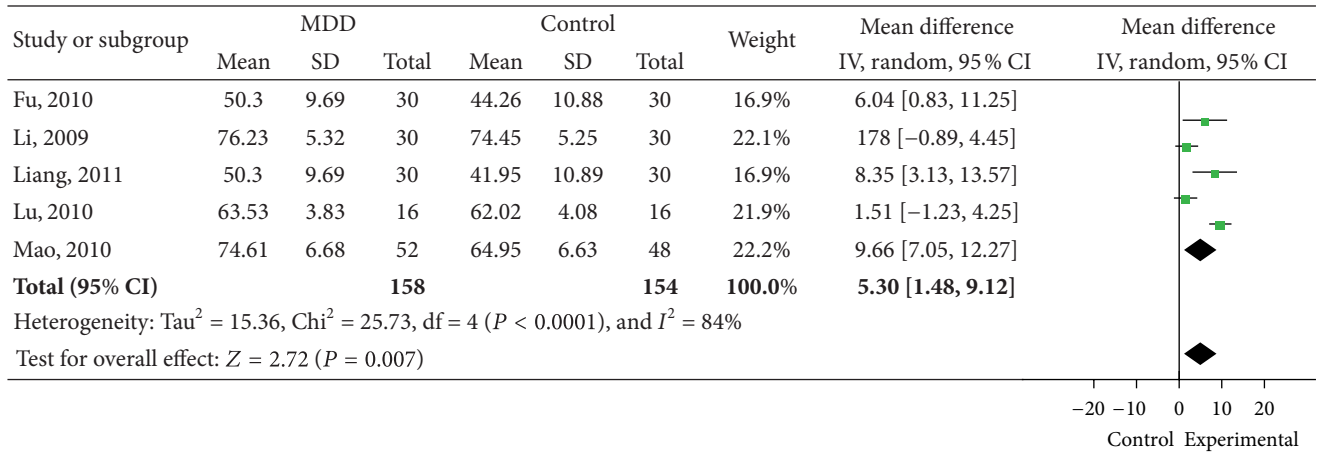 Study or subgroup MDD Control Weight Mean difference Mean difference
Mean SD Total Mean SD Total IV, random, 95% CI IV, random, 95% CI
Fu, 2010 50.3 9.69 30 44.26 10.88 30 16.9% 6.04 [0.83, 11.25]
Li, 2009 76.23 5.32 30 74.45 5.25 30 22.1% 178 [−0.89, 4.45]
Liang, 2011 50.3 9.69 30 41.95 10.89 30 16.9% 8.35 [3.13, 13.57]
Lu, 2010 63.53 3.83 16 62.02 4.08 16 21.9% 1.51 [−1.23, 4.25]
Mao, 2010 74.61 6.68 52 64.95 6.63 48 22.2% 9.66 [7.05, 12.27]
Total (95% CI) 158 154 100.0% 5.30 [1.48, 9.12]
Heterogeneity: Tau² = 15.36, Chi² = 25.73, df = 4 (P < 0.0001), and I² = 84%
Test for overall effect: Z = 2.72 (P = 0.007)
−20 −10 0 10 20
Control Experimental